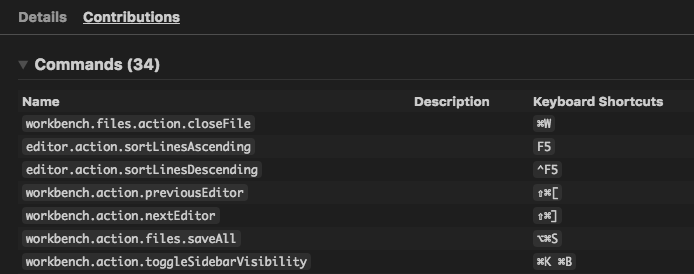 Details Contributions
Commands (34)
Name Description Keyboard Shortcuts
workbench.files.action.closeFile ⌘W
editor.action.sortLinesAscending F5
editor.action.sortLinesDescending ^F5
workbench.action.previousEditor ⇧⌘[
workbench.action.nextEditor ⇧⌘]
workbench.action.files.saveAll ⌥⌘S
workbench.action.toggleSidebarVisibility ⌘K ⌘B